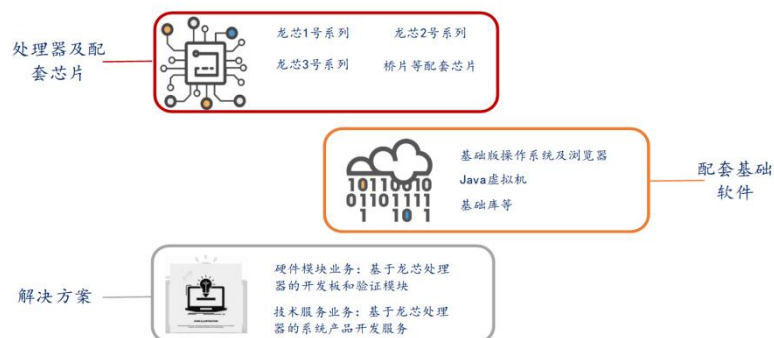 处理器及配
套芯片
龙芯1号系列 龙芯2号系列
龙芯3号系列 桥片等配套芯片
基础版操作系统及浏览器
Java虚拟机
基础库等
配套基础
软件
10110010
01101111
1 10 1
解决方案
硬件模块业务：基于龙芯处理
器的开发板和验证模块
技术服务业务：基于龙芯处理
器的系统产品开发服务